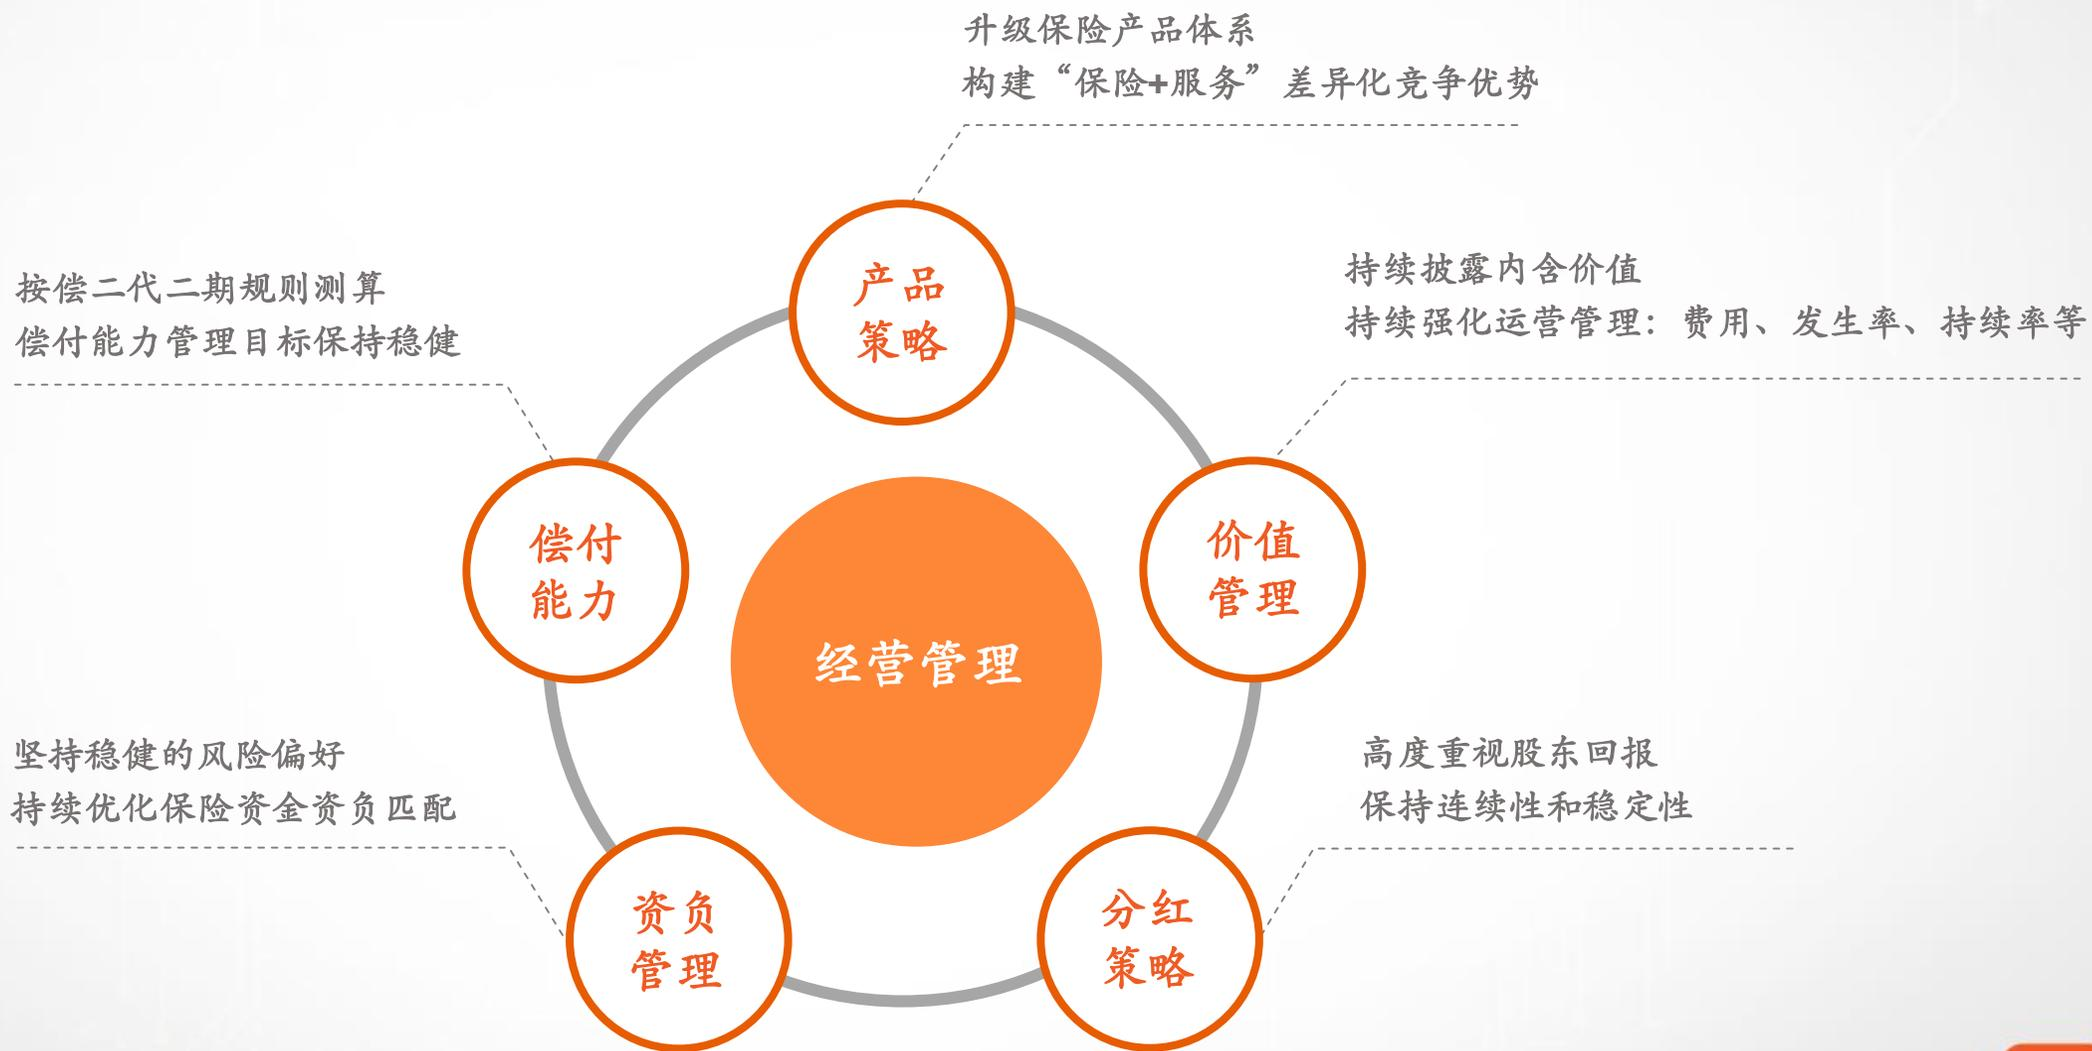 升级保险产品体系
构建“保险+服务”差异化竞争优势
产品
策略
持续披露内含价值
持续强化运营管理：费用、发生率、持续率等
价值
管理
高度重视股东回报
保持连续性和稳定性
分红
策略
坚持稳健的风险偏好
持续优化保险资金资负匹配
资负
管理
按偿二代二期规则测算
偿付能力管理目标保持稳健
偿付
能力
经营管理